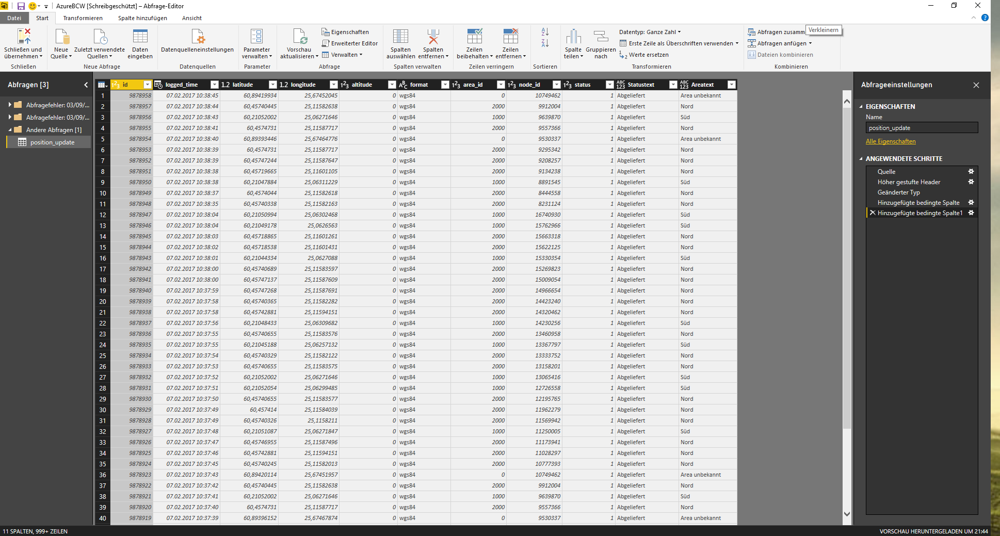 AzureBCW [Schreibgeschützt] – Abfrage-Editor
Datei Start Transformieren Spalte hinzufügen Ansicht
Schließen und übernehmen
Schließen
Neue Quelle
Zuletzt verwendete Quellen
Daten eingeben
Neue Abfrage
Datenquelleneinstellungen
Datenquellen
Parameter verwalten
Parameter
Vorschau aktualisieren
Eigenschaften
Erweiterter Editor
Verwalten
Abfrage
Spalten auswählen
Spalten entfernen
Spalten verwalten
Zeilen beibehalten
Zeilen entfernen
Zeilen verringern
Sortieren
Spalte teilen
Gruppieren nach
Datentyp: Ganze Zahl
Erste Zeile als Überschriften verwenden
Werte ersetzen
Transformieren
Abfragen zusamm
Verkleinern
Abfragen anfügen
Dateien kombinieren
Kombinieren
Abfragen [3]
Abfragefehler: 03/09/...
Abfragefehler: 03/09/...
Andere Abfragen [1]
position_update
id logged_time 1.2 latitude 1.2 longitude altitude format area_id node_id status Statustext Areatext
1 9878958 07.02.2017 10:38:45 60,89419934 25,67452045 0 wgs84 0 10749462 1 Abgeliefert Area unbekannt
2 9878957 07.02.2017 10:38:44 60,45740445 25,11582638 0 wgs84 2000 9912004 1 Abgeliefert Nord
3 9878956 07.02.2017 10:38:43 60,21052002 25,06271646 0 wgs84 1000 9639870 1 Abgeliefert Süd
4 9878955 07.02.2017 10:38:41 60,4574731 25,11587717 0 wgs84 2000 9557366 1 Abgeliefert Nord
5 9878954 07.02.2017 10:38:40 60,89393446 25,67464776 0 wgs84 0 9530337 1 Abgeliefert Area unbekannt
6 9878953 07.02.2017 10:38:39 60,4574731 25,11587717 0 wgs84 2000 9295342 1 Abgeliefert Nord
7 9878952 07.02.2017 10:38:39 60,45747244 25,11587647 0 wgs84 2000 9208257 1 Abgeliefert Nord
8 9878951 07.02.2017 10:38:38 60,45719665 25,11601105 0 wgs84 2000 9134238 1 Abgeliefert Nord
9 9878950 07.02.2017 10:38:38 60,21047884 25,06311229 0 wgs84 1000 8891545 1 Abgeliefert Süd
10 9878949 07.02.2017 10:38:37 60,4574044 25,11582618 0 wgs84 2000 8444558 1 Abgeliefert Nord
11 9878948 07.02.2017 10:38:35 60,45740338 25,11582163 0 wgs84 2000 8231124 1 Abgeliefert Nord
12 9878947 07.02.2017 10:38:04 60,21050994 25,06302468 0 wgs84 1000 16740930 1 Abgeliefert Süd
13 9878946 07.02.2017 10:38:04 60,21049178 25,0626563 0 wgs84 1000 15762966 1 Abgeliefert Süd
14 9878945 07.02.2017 10:38:03 60,45718865 25,11601261 0 wgs84 2000 15663318 1 Abgeliefert Nord
15 9878944 07.02.2017 10:38:02 60,45718538 25,11601431 0 wgs84 2000 15622125 1 Abgeliefert Nord
16 9878943 07.02.2017 10:38:01 60,21044334 25,0627088 0 wgs84 1000 15330354 1 Abgeliefert Süd
17 9878942 07.02.2017 10:38:00 60,45740689 25,11583597 0 wgs84 2000 15269823 1 Abgeliefert Nord
18 9878941 07.02.2017 10:38:00 60,45747137 25,11587609 0 wgs84 2000 15009054 1 Abgeliefert Nord
19 9878940 07.02.2017 10:37:59 60,45747268 25,11587691 0 wgs84 2000 14966654 1 Abgeliefert Nord
20 9878939 07.02.2017 10:37:58 60,45740365 25,11582282 0 wgs84 2000 14423240 1 Abgeliefert Nord
21 9878938 07.02.2017 10:37:58 60,45742881 25,11594151 0 wgs84 2000 14320462 1 Abgeliefert Nord
22 9878937 07.02.2017 10:37:56 60,21048433 25,06309682 0 wgs84 1000 14230256 1 Abgeliefert Süd
23 9878936 07.02.2017 10:37:55 60,45740655 25,11583576 0 wgs84 2000 13460958 1 Abgeliefert Nord
24 9878935 07.02.2017 10:37:55 60,21045188 25,06257132 0 wgs84 1000 13367797 1 Abgeliefert Süd
25 9878934 07.02.2017 10:37:54 60,45740329 25,11582122 0 wgs84 2000 13333752 1 Abgeliefert Nord
26 9878933 07.02.2017 10:37:53 60,45740655 25,11583575 0 wgs84 2000 13158201 1 Abgeliefert Nord
27 9878932 07.02.2017 10:37:52 60,21052002 25,06271646 0 wgs84 1000 13065416 1 Abgeliefert Süd
28 9878931 07.02.2017 10:37:51 60,21052054 25,06299485 0 wgs84 1000 12726558 1 Abgeliefert Süd
29 9878930 07.02.2017 10:37:50 60,45740655 25,11583577 0 wgs84 2000 12195765 1 Abgeliefert Nord
30 9878929 07.02.2017 10:37:49 60,457414 25,11584039 0 wgs84 2000 11962279 1 Abgeliefert Nord
31 9878928 07.02.2017 10:37:49 60,45740326 25,1158211 0 wgs84 2000 11569942 1 Abgeliefert Nord
32 9878927 07.02.2017 10:37:48 60,21051087 25,06271847 0 wgs84 1000 11250005 1 Abgeliefert Süd
33 9878926 07.02.2017 10:37:47 60,45746955 25,11587496 0 wgs84 2000 11173941 1 Abgeliefert Nord
34 9878925 07.02.2017 10:37:46 60,45742881 25,11594151 0 wgs84 2000 11028297 1 Abgeliefert Nord
35 9878924 07.02.2017 10:37:45 60,45740245 25,11582013 0 wgs84 2000 10777393 1 Abgeliefert Nord
36 9878923 07.02.2017 10:37:43 60,89420114 25,67451957 0 wgs84 0 10749462 1 Abgeliefert Area unbekannt
37 9878922 07.02.2017 10:37:42 60,45740445 25,11582638 0 wgs84 2000 9912004 1 Abgeliefert Nord
38 9878921 07.02.2017 10:37:41 60,21052002 25,06271646 0 wgs84 1000 9639870 1 Abgeliefert Süd
39 9878920 07.02.2017 10:37:40 60,4574731 25,11587717 0 wgs84 2000 9557366 1 Abgeliefert Nord
40 9878919 07.02.2017 10:37:39 60,89396152 25,67467874 0 wgs84 0 9530337 1 Abgeliefert Area unbekannt
Abfrageeinstellungen
EIGENSCHAFTEN
Name
position_update
Alle Eigenschaften
ANGEWENDETE SCHRITTE
Quelle
Höher gestufte Header
Geänderter Typ
Hinzugefügte bedingte Spalte
Hinzugefügte bedingte Spalte1
11 SPALTEN, 999+ ZEILEN
VORSCHAU HERUNTERGELADEN UM 21:44